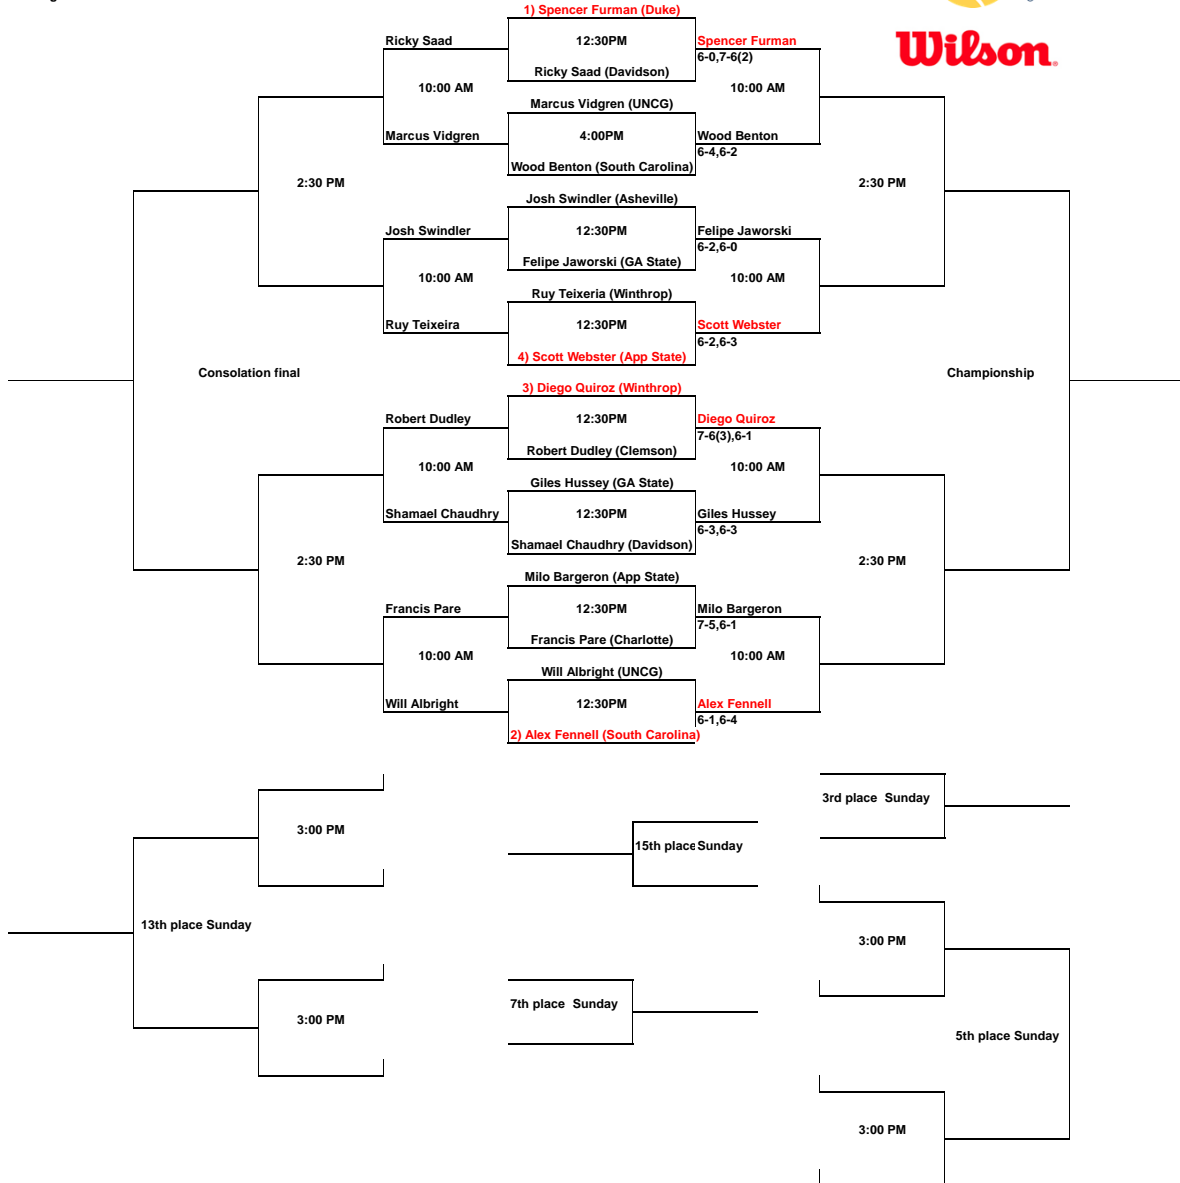 1) Spencer Furman (Duke)
Ricky Saad
12:30PM
Spencer Furman
6-0,7-6(2)
Wilson
Ricky Saad (Davidson)
10:00 AM
10:00 AM
Marcus Vidgren (UNCG)
Marcus Vidgren
4:00PM
Wood Benton
6-4,6-2
Wood Benton (South Carolina)
2:30 PM
2:30 PM
Josh Swindler (Asheville)
Josh Swindler
12:30PM
Felipe Jaworski
6-2,6-0
Felipe Jaworski (GA State)
10:00 AM
10:00 AM
Ruy Teixeria (Winthrop)
Ruy Teixeira
12:30PM
Scott Webster
6-2,6-3
4) Scott Webster (App State)
Consolation final
Championship
3) Diego Quiroz (Winthrop)
Robert Dudley
12:30PM
Diego Quiroz
7-6(3),6-1
Robert Dudley (Clemson)
10:00 AM
10:00 AM
Giles Hussey (GA State)
Shamael Chaudhry
12:30PM
Giles Hussey
6-3,6-3
Shamael Chaudhry (Davidson)
2:30 PM
2:30 PM
Milo Bargeron (App State)
Francis Pare
12:30PM
Milo Bargeron
7-5,6-1
Francis Pare (Charlotte)
10:00 AM
10:00 AM
Will Albright (UNCG)
Will Albright
12:30PM
Alex Fennell
6-1,6-4
2) Alex Fennell (South Carolina)
3rd place Sunday
3:00 PM
15th place Sunday
13th place Sunday
3:00 PM
7th place Sunday
3:00 PM
5th place Sunday
3:00 PM